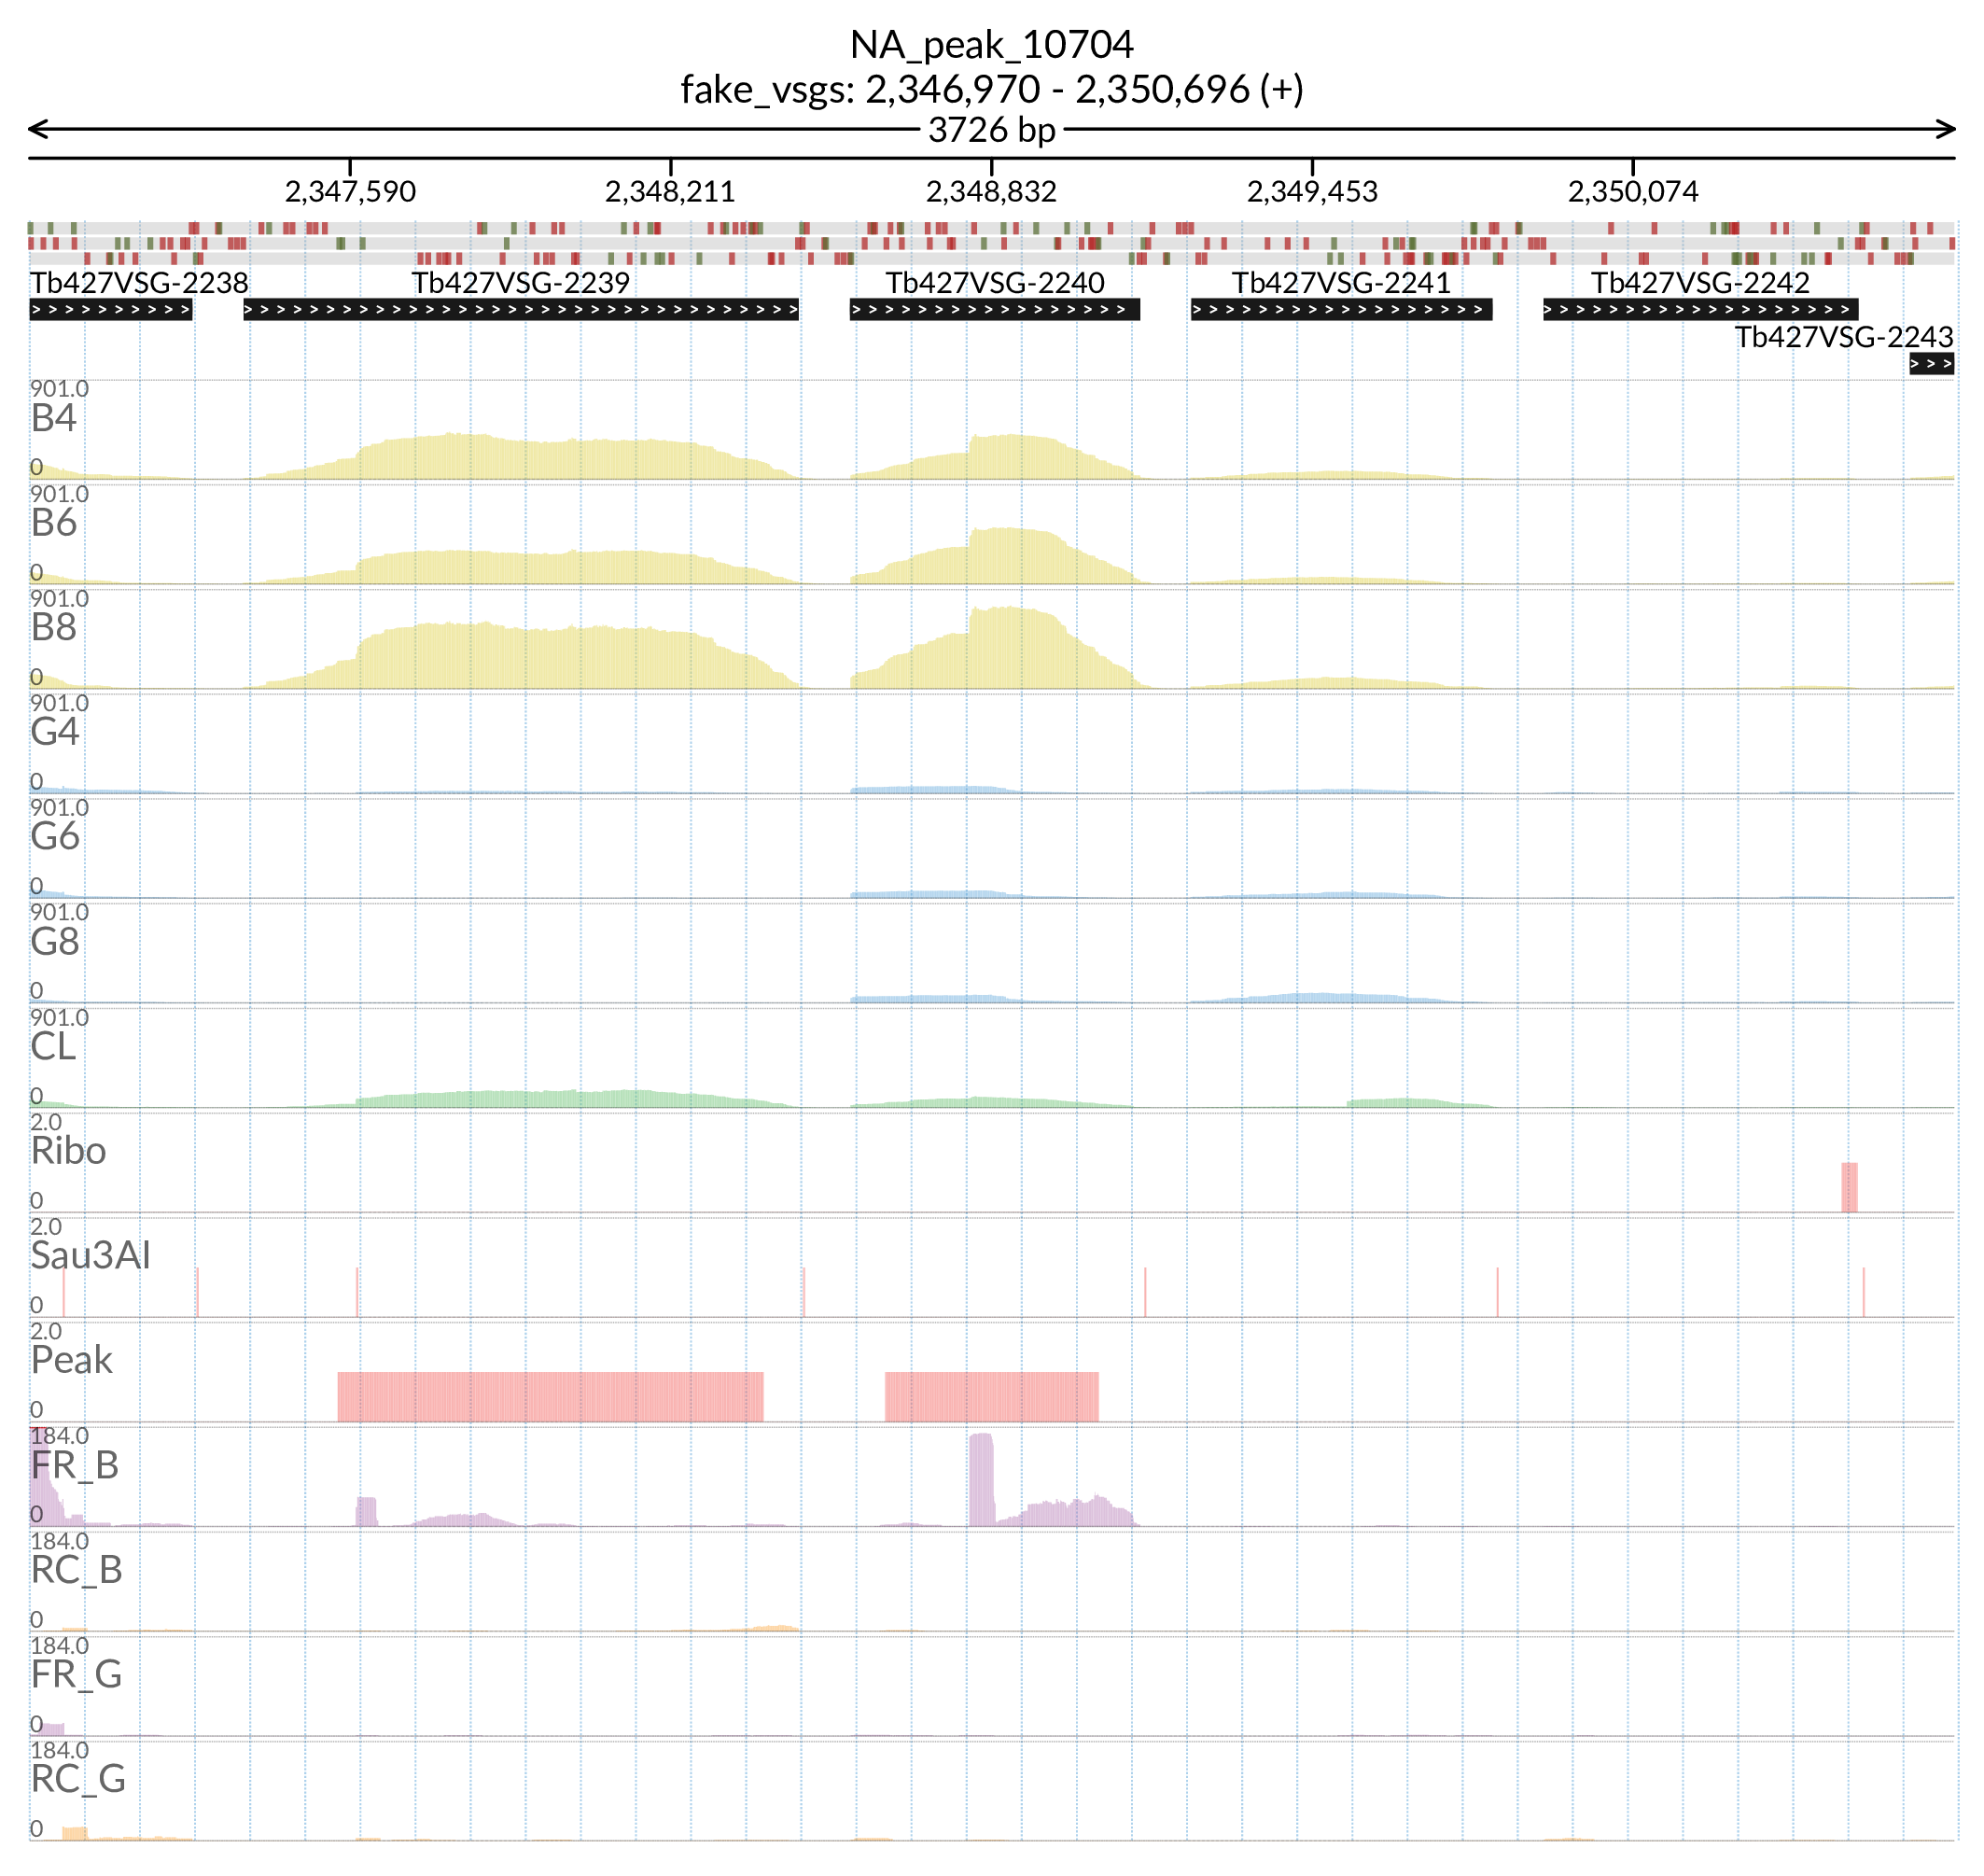 NA_peak_10704
fake_vsgs: 2,346,970 - 2,350,696 (+)
3726 bp
2,347,590 2,348,211 2,348,832 2,349,453 2,350,074
Tb427VSG-2238 Tb427VSG-2239 Tb427VSG-2240 Tb427VSG-2241 Tb427VSG-2242
Tb427VSG-2243
901.0
B4
0
901.0
B6
0
901.0
B8
0
901.0
G4
0
901.0
G6
0
901.0
G8
0
901.0
CL
0
2.0
Ribo
0
2.0
Sau3AI
0
2.0
Peak
0
184.0
FR_B
0
184.0
RC_B
0
184.0
FR_G
0
184.0
RC_G
0